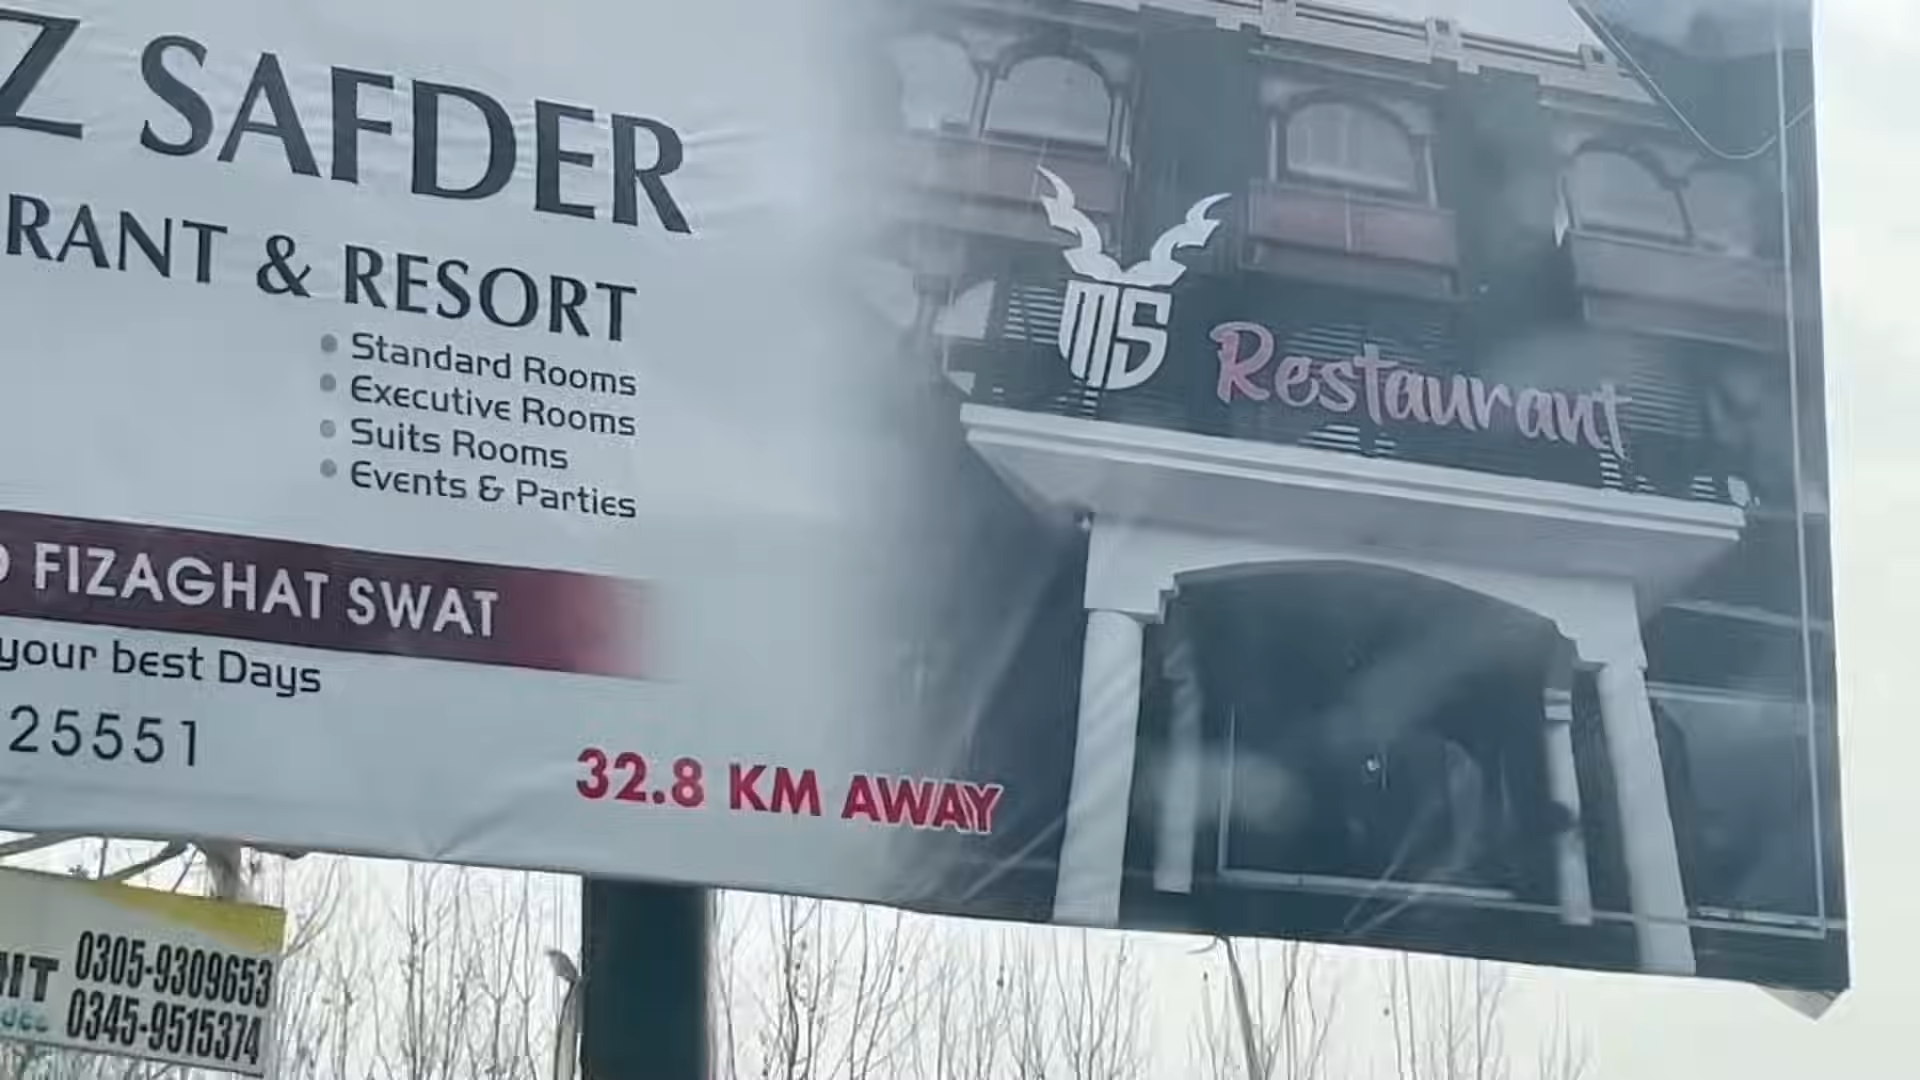 Z SAFDER
RANT & RESORT
Standard Rooms
Executive Rooms
Suits Rooms
Events & Parties
FIZAGHAT SWAT
your best Days
25551
32.8 KM AWAY
MS Restaurant
0305-9309653
0345-9515374